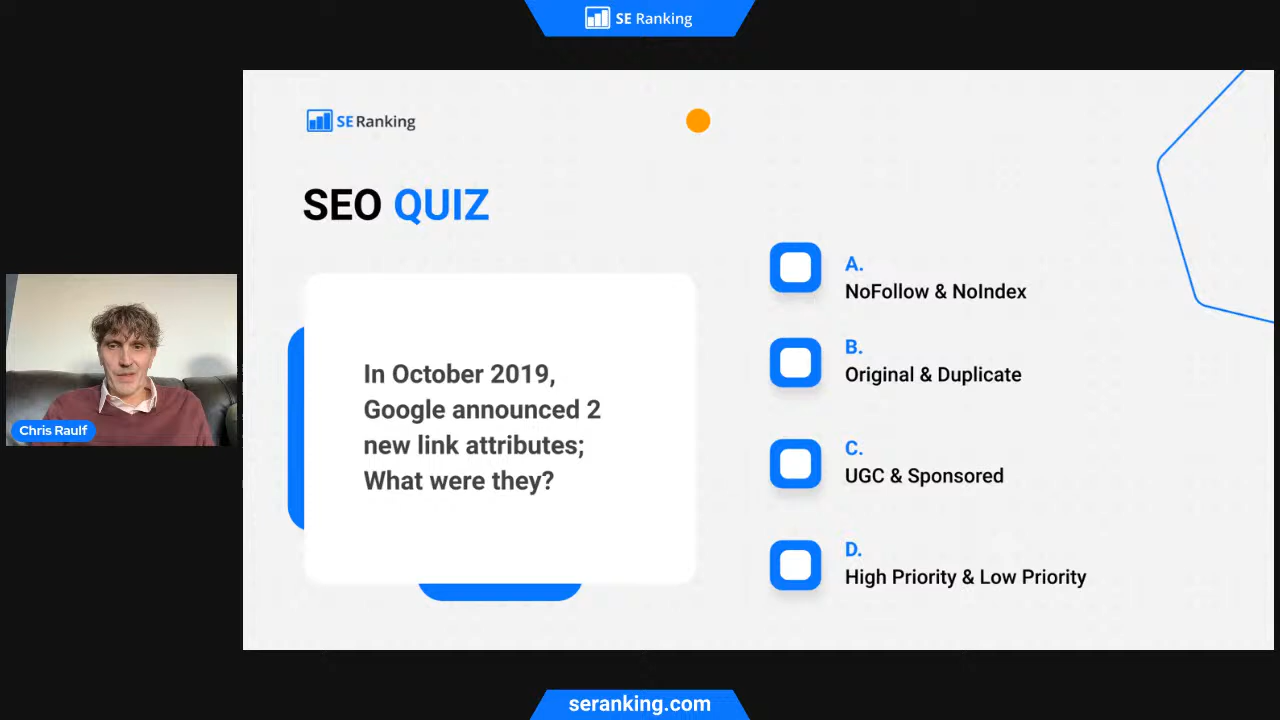 SE Ranking
SE Ranking
SEO QUIZ
In October 2019,
Google announced 2
new link attributes;
What were they?
A.
NoFollow & NoIndex
B.
Original & Duplicate
C.
UGC & Sponsored
D.
High Priority & Low Priority
Chris Raulf
seranking.com